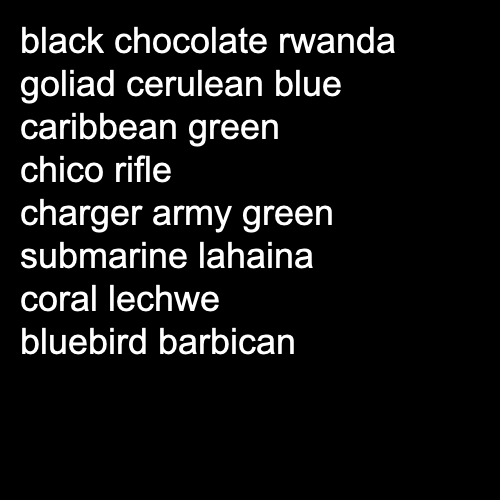 black chocolate rwanda
goliad cerulean blue
caribbean green
chico rifle
charger army green
submarine lahaina
coral lechwe
bluebird barbican